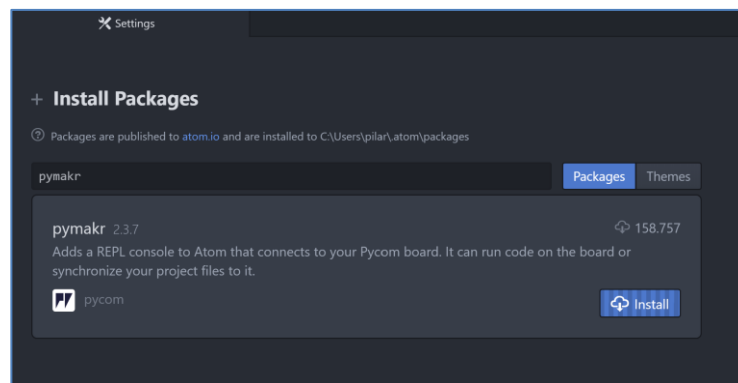 Settings
+ Install Packages
? Packages are published to atom.io and are installed to C:\Users\pilar\.atom\packages
pymakr
Packages Themes
pymakr 2.3.7 158.757
Adds a REPL console to Atom that connects to your Pycom board. It can run code on the board or
synchronize your project files to it.
pycom
Install